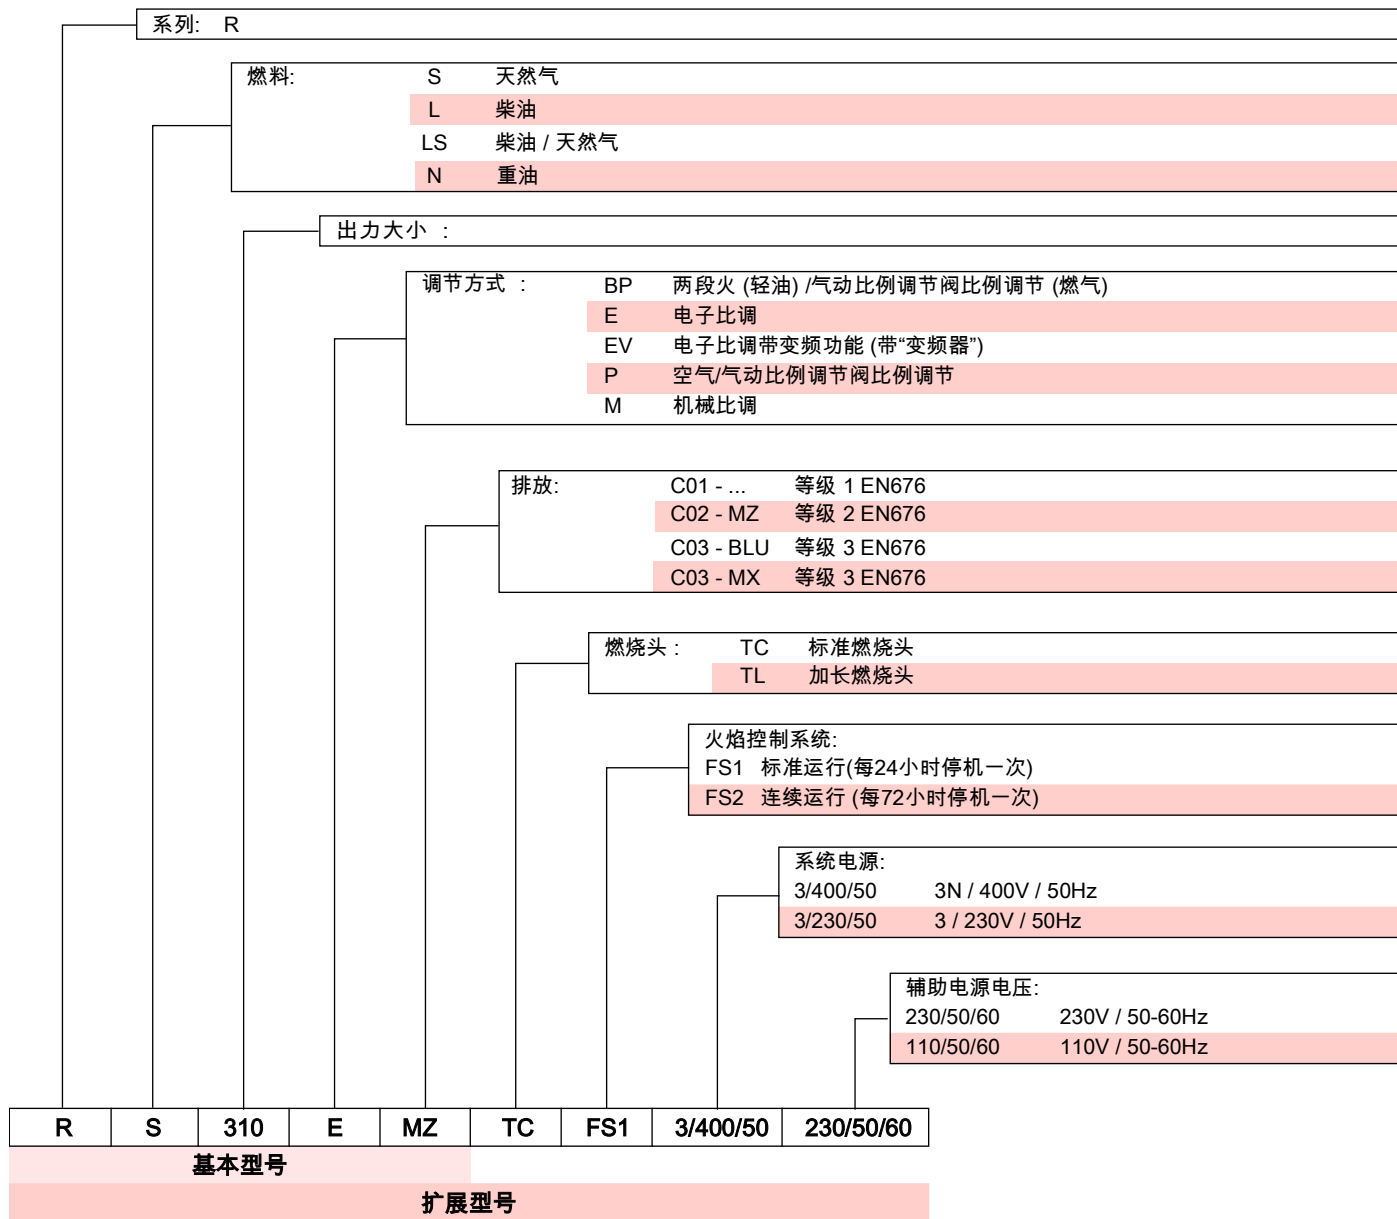 系列: R
燃料: S 天然气
L 柴油
LS 柴油 / 天然气
N 重油
出力大小 :
调节方式 : BP 两段火 (轻油) /气动比例调节阀比例调节 (燃气)
E 电子比调
EV 电子比调带变频功能 (带“变频器”)
P 空气/气动比例调节阀比例调节
M 机械比调
排放: C01 - ... 等级 1 EN676
C02 - MZ 等级 2 EN676
C03 - BLU 等级 3 EN676
C03 - MX 等级 3 EN676
燃烧头 : TC 标准燃烧头
TL 加长燃烧头
火焰控制系统:
FS1 标准运行(每24小时停机一次)
FS2 连续运行 (每72小时停机一次)
系统电源:
3/400/50 3N / 400V / 50Hz
3/230/50 3 / 230V / 50Hz
辅助电源电压:
230/50/60 230V / 50-60Hz
110/50/60 110V / 50-60Hz
R S 310 E MZ TC FS1 3/400/50 230/50/60
基本型号
扩展型号